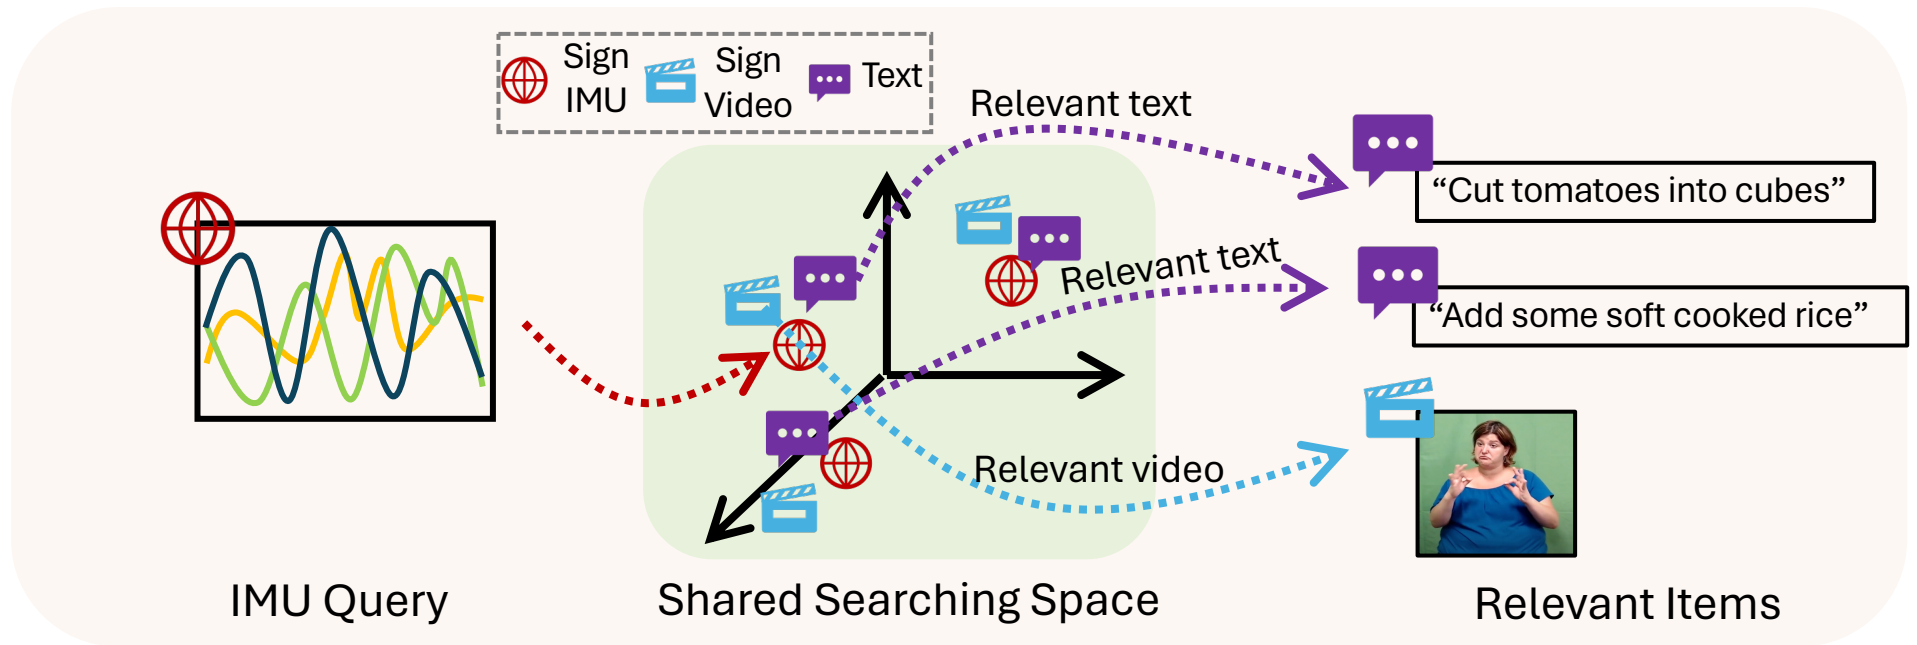 Sign
IMU
Sign
Video
Text
Relevant text
"Cut tomatoes into cubes"
Relevant text
"Add some soft cooked rice"
Relevant video
IMU Query
Shared Searching Space
Relevant Items